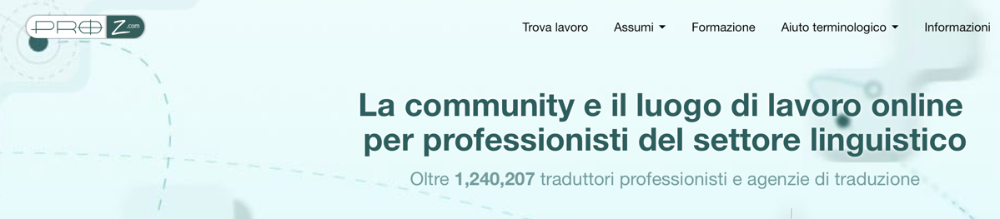 PROZ.com
Trova lavoro Assumi Formazione Aiuto terminologico Informazioni
La community e il luogo di lavoro online
per professionisti del settore linguistico
Oltre 1,240,207 traduttori professionisti e agenzie di traduzione